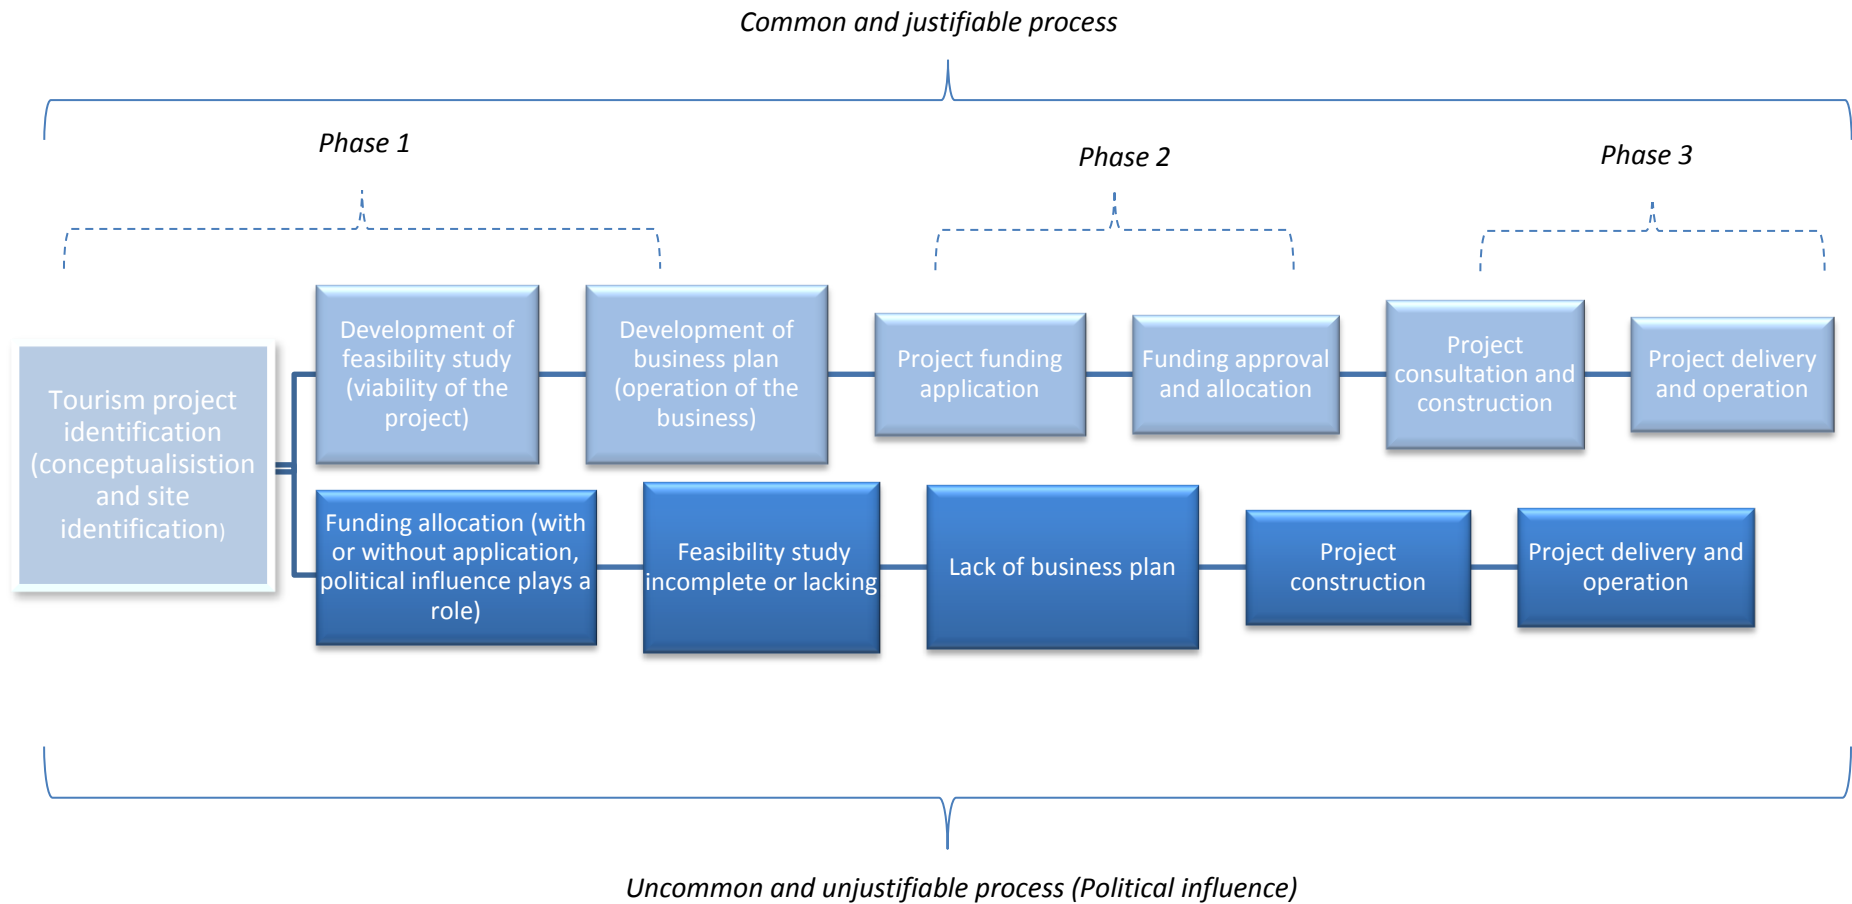 Common and justifiable process
Phase 1
Phase 2
Phase 3
Tourism project
identification
(conceptualisistion
and site
identification)
Development of
feasibility study
(viability of the
project)
Development of
business plan
(operation of the
business)
Project funding
application
Funding approval
and allocation
Project
consultation and
construction
Project delivery
and operation
Funding allocation (with
or without application,
political influence plays a
role)
Feasibility study
incomplete or lacking
Lack of business plan
Project
construction
Project delivery and
operation
Uncommon and unjustifiable process (Political influence)